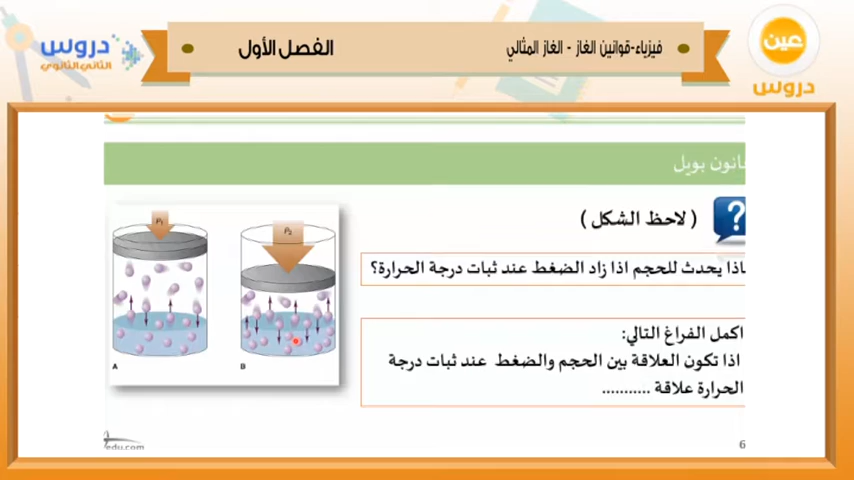 عين
دروس
فيزياء-قوانين الغاز - الغاز المثالي
الفصل الأول
دروس
الثاني الثانوي
بويل
( لاحظ الشكل )
?
يحدث للحجم اذا زاد الضغط عند ثبات درجة الحرارة؟
اكمل الفراغ التالي:
اذا تكون العلاقة بين الحجم والضغط عند ثبات درجة
الحرارة علاقة ...........
P₁
P₂
A
B
edu.com
6